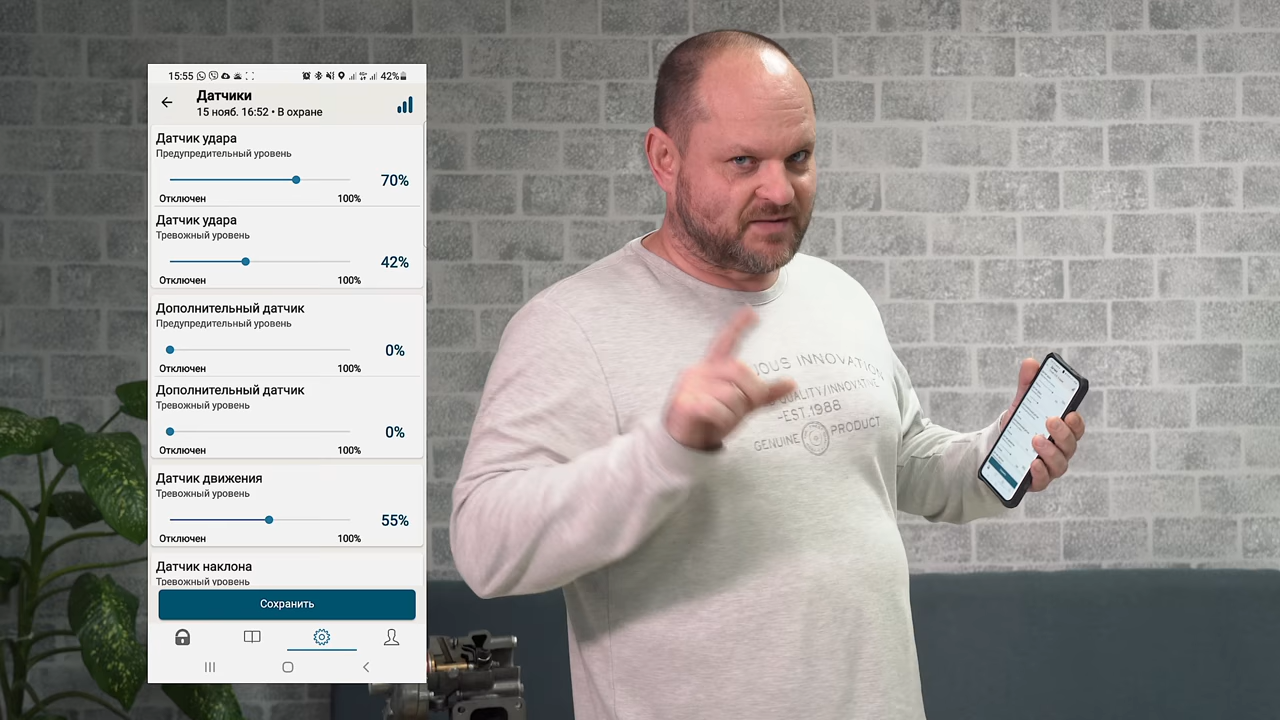 15:55
42%
Датчики
15 нояб. 16:52 • В охране
Датчик удара
Предупредительный уровень
70%
Отключен 100%
Датчик удара
Тревожный уровень
42%
Отключен 100%
Дополнительный датчик
Предупредительный уровень
0%
Отключен 100%
Дополнительный датчик
Тревожный уровень
0%
Отключен 100%
Датчик движения
Тревожный уровень
55%
Отключен 100%
Датчик наклона
Тревожный уровень
Сохранить
INNOVATION
QUALITY/INNOVATIVE
-EST.1988
GENUINE PRODUCT